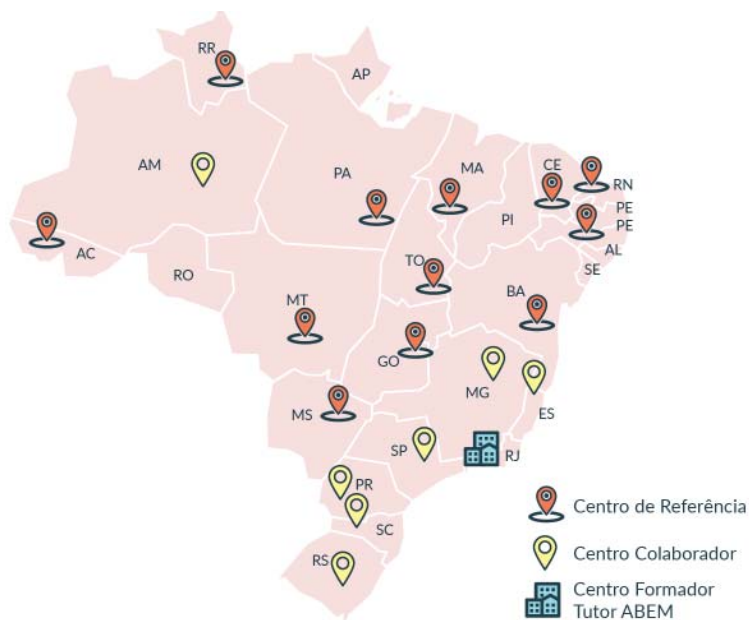 RR
AP
AM
PA
MA
CE
RN
PE
PE
PI
AL
SE
AC
RO
TO
BA
MT
GO
MG
ES
MS
SP
RJ
PR
SC
RS
Centro de Referência
Centro Colaborador
Centro Formador
Tutor ABEM